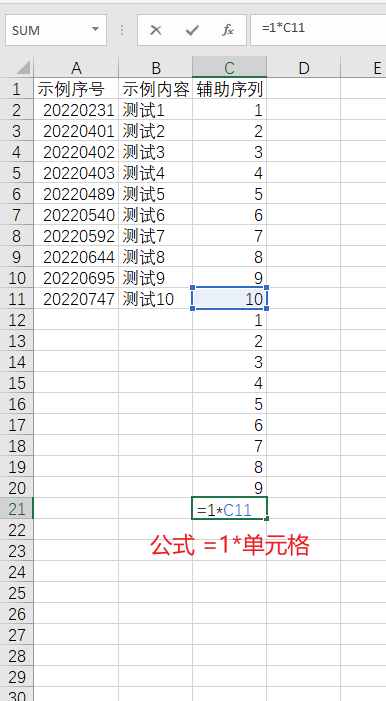 SUM =1*C11
A B C D E
1 示例序号 示例内容 辅助序列
2 20220231 测试1 1
3 20220401 测试2 2
4 20220402 测试3 3
5 20220403 测试4 4
6 20220489 测试5 5
7 20220540 测试6 6
8 20220592 测试7 7
9 20220644 测试8 8
10 20220695 测试9 9
11 20220747 测试10 10
12 1
13 2
14 3
15 4
16 5
17 6
18 7
19 8
20 9
21 =1*C11
22
23 公式 =1*单元格
24
25
26
27
28
29
30